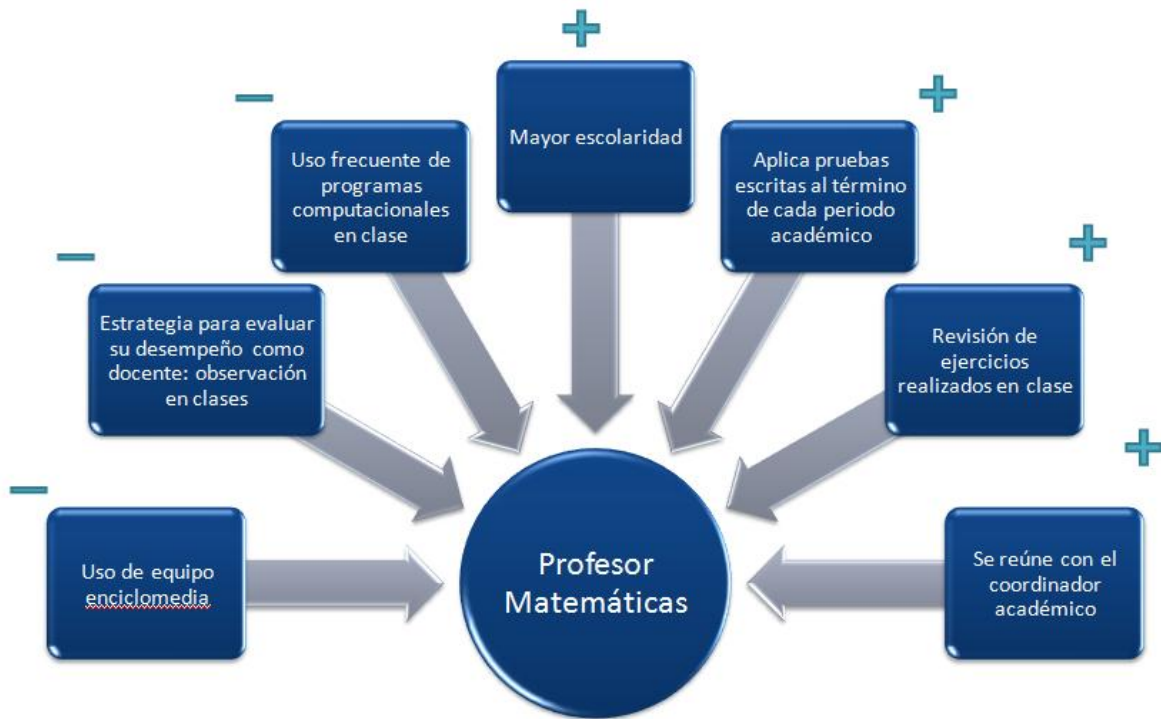 +
Mayor escolaridad
−
Uso frecuente de
programas
computacionales
en clase
+
Aplica pruebas
escritas al término
de cada periodo
académico
−
Estrategia para evaluar
su desempeño como
docente: observación
en clases
+
Revisión de
ejercicios
realizados en clase
−
Uso de equipo
enciclomedia
+
Se reúne con el
coordinador
académico
Profesor
Matemáticas